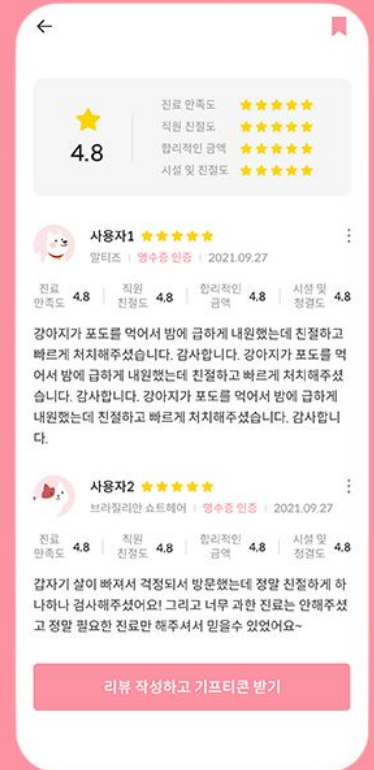 진료 만족도
직원 친절도
4.8
합리적인 금액
시설 및 친절도
사용자1
말티즈 | 영수증 인증 | 2021.09.27
진료 만족도 4.8 직원 친절도 4.8 합리적인 금액 4.8 시설 및 청결도 4.8
강아지가 포도를 먹어서 밤에 급하게 내원했는데 친절하고
빠르게 처치해주셨습니다. 감사합니다. 강아지가 포도를 먹
어서 밤에 급하게 내원했는데 친절하고 빠르게 처치해주셨
습니다. 감사합니다. 강아지가 포도를 먹어서 밤에 급하게
내원했는데 친절하고 빠르게 처치해주셨습니다. 감사합니
다.
사용자2
브라질리안 쇼트헤어 | 영수증 인증 | 2021.09.27
진료 만족도 4.8 직원 친절도 4.8 합리적인 금액 4.8 시설 및 청결도 4.8
갑자기 살이 빠져서 걱정되서 방문했는데 정말 친절하게 하
나하나 검사해주셨어요! 그리고 너무 과한 진료는 안해주셨
고 정말 필요한 진료만 해주셔서 믿을수 있었어요~
리뷰 작성하고 기프티콘 받기